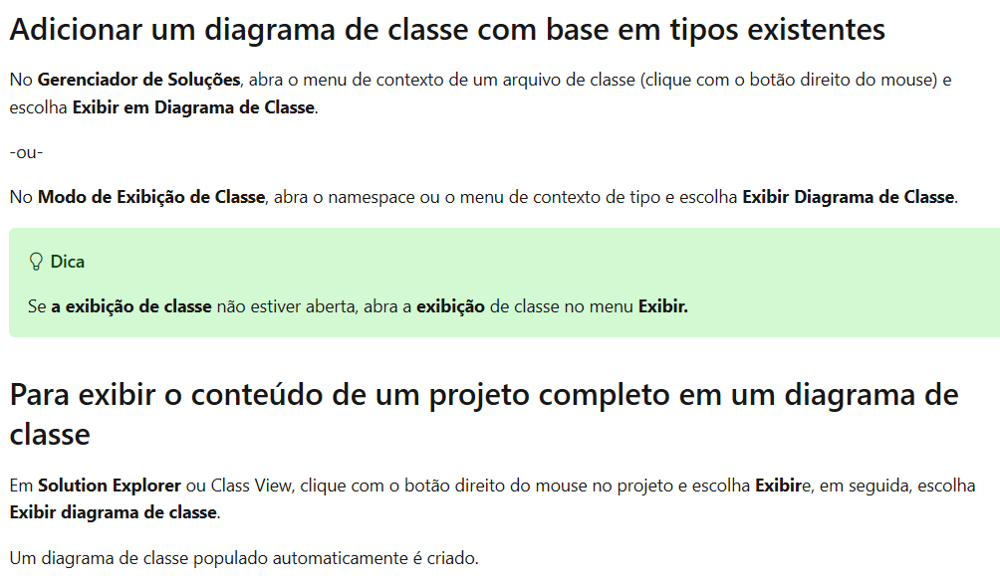 Adicionar um diagrama de classe com base em tipos existentes
No Gerenciador de Soluções, abra o menu de contexto de um arquivo de classe (clique com o botão direito do mouse) e
escolha Exibir em Diagrama de Classe.
-ou-
No Modo de Exibição de Classe, abra o namespace ou o menu de contexto de tipo e escolha Exibir Diagrama de Classe.
Dica
Se a exibição de classe não estiver aberta, abra a exibição de classe no menu Exibir.
Para exibir o conteúdo de um projeto completo em um diagrama de
classe
Em Solution Explorer ou Class View, clique com o botão direito do mouse no projeto e escolha Exibire, em seguida, escolha
Exibir diagrama de classe.
Um diagrama de classe populado automaticamente é criado.